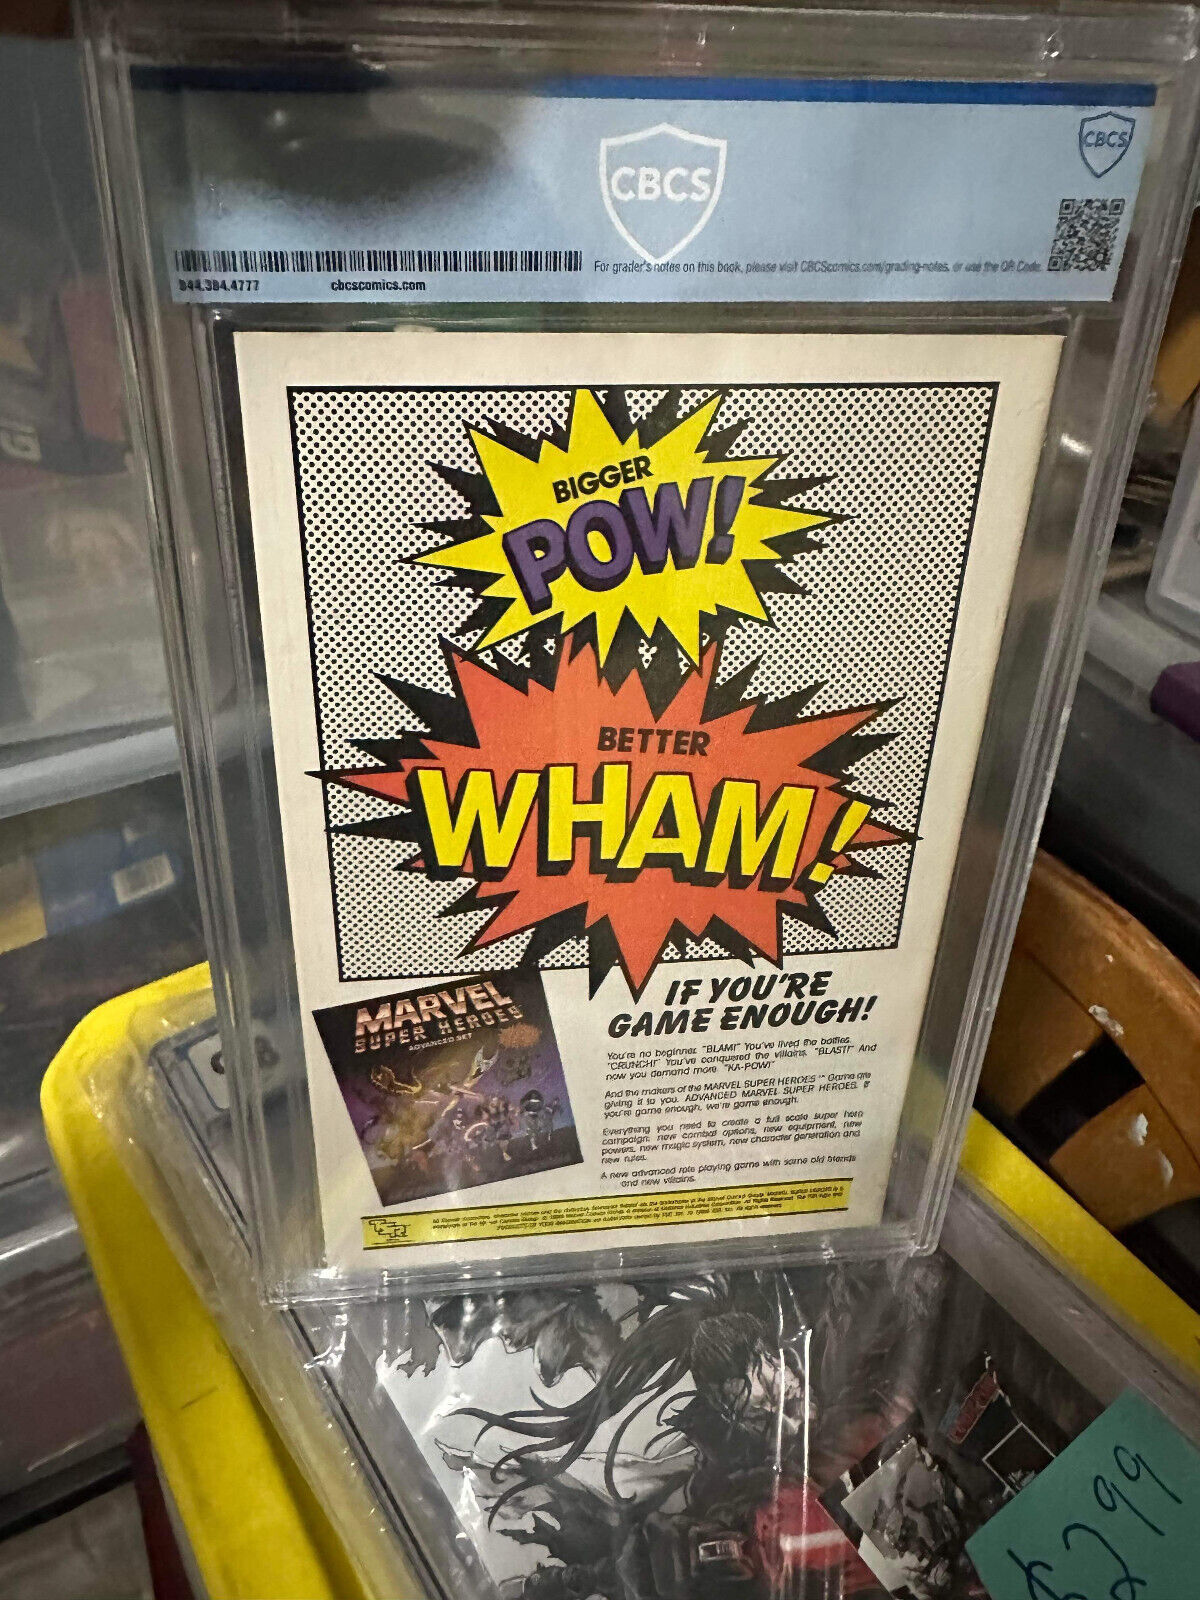 CBCS
CBCS
For grader's notes on this book, please visit CBCScomics.com/grading-notes, or use the QR Code.
cbcscomics.com
BIGGER
POW!
BETTER
WHAM!
MARVEL
SUPER HEROES
ADVANCED SET
IF YOU'RE
GAME ENOUGH!
You're no beginner. "BLAM!" You've lived the battles.
"CRUNCH!" You've conquered the villains. "BLAST!" And
now you demand more. "KA-POW!"
And the makers of the MARVEL SUPER HEROES™ Game are
giving it to you. ADVANCED MARVEL SUPER HEROES. If
you're game enough, we're game enough.
Everything you need to create a full scale super hero
campaign: new combat options, new equipment, new
powers, new magic system, new character generation and
new rules.
A new advanced role playing game with some old friends
and new villains.
$299